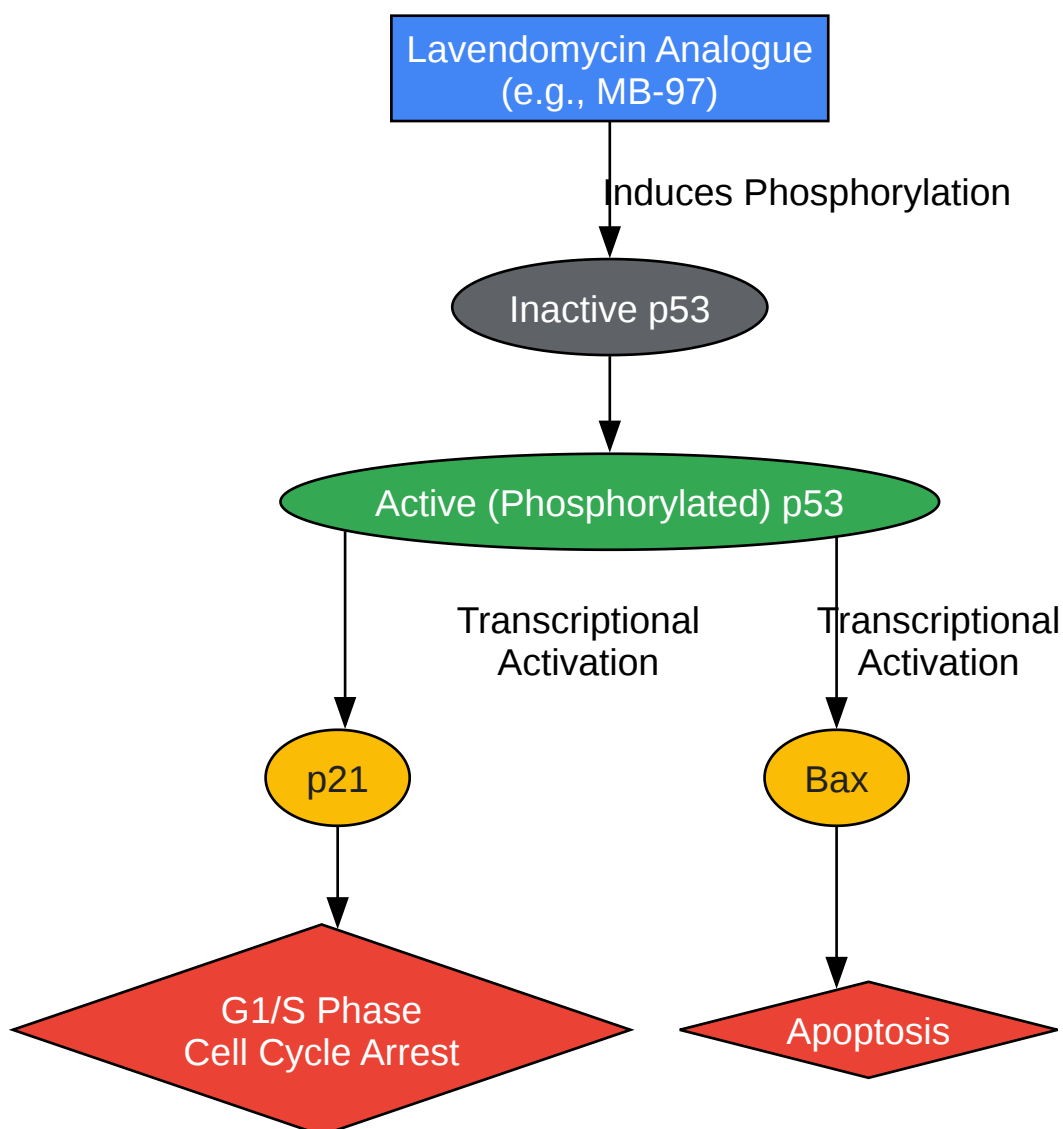 Lavendomycin Analogue
(e.g., MB-97)
Induces Phosphorylation
Inactive p53
Active (Phosphorylated) p53
Transcriptional
Activation
Transcriptional
Activation
p21
Bax
G1/S Phase
Cell Cycle Arrest
Apoptosis